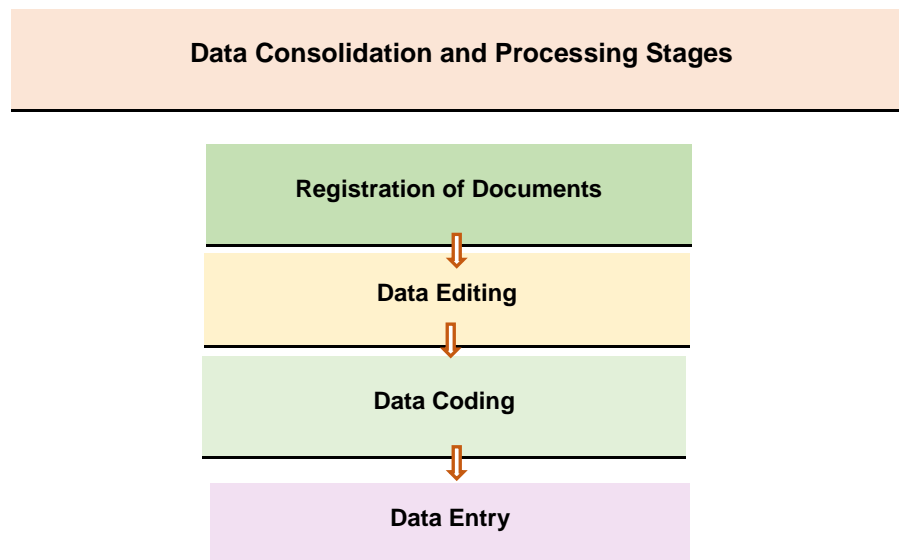 Data Consolidation and Processing Stages
Registration of Documents
Data Editing
Data Coding
Data Entry